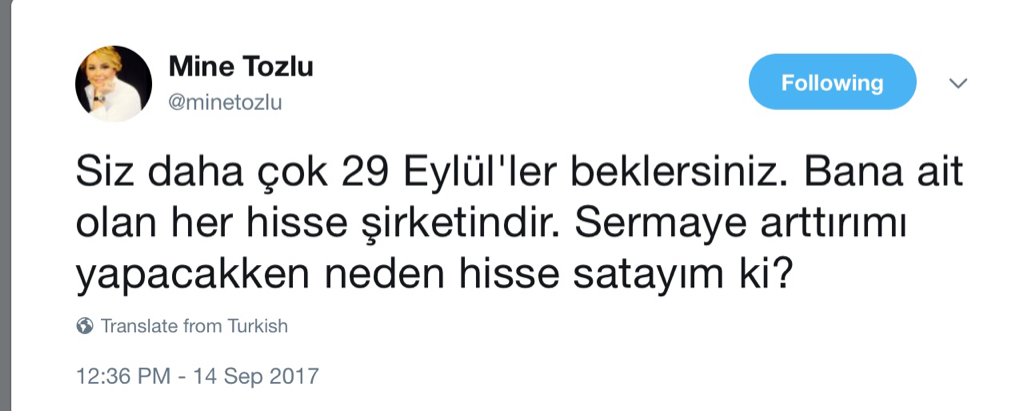 Mine Tozlu
@minetozlu
Following
Siz daha çok 29 Eylül'ler beklersiniz. Bana ait
olan her hisse şirketindir. Sermaye arttırımı
yapacakken neden hisse satayım ki?
Translate from Turkish
12:36 PM - 14 Sep 2017